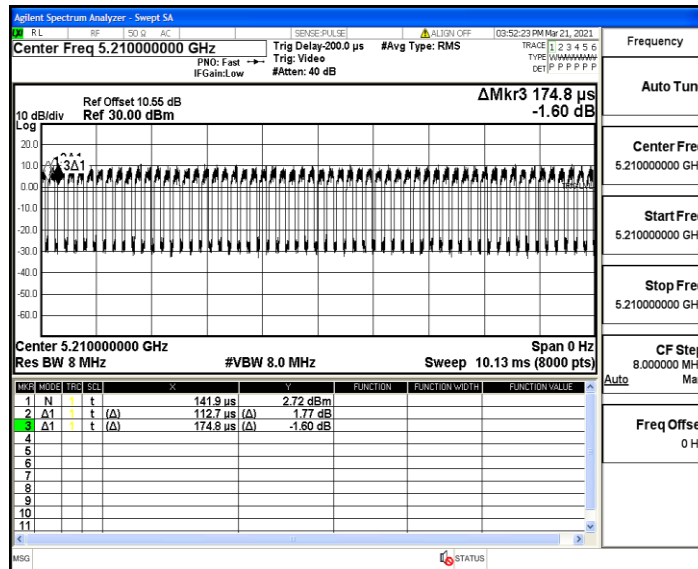 Agilent Spectrum Analyzer - Swept SA
RL RF 50 Ω AC SENSE:PULSE ALIGN OFF 03:52:23 PM Mar 21, 2021
Center Freq 5.210000000 GHz
PNO: Fast
IFGain:Low
Trig Delay-200.0 µs
Trig: Video
#Atten: 40 dB
#Avg Type: RMS
TRACE 1 2 3 4 5 6
TYPE WWWWWW
DET P P P P P P
Frequency
Auto Tun
Center Fre
5.210000000 GH
Start Fre
5.210000000 GH
Stop Fre
5.210000000 GH
CF Step
8.000000 MH
Auto Ma
Freq Offse
0 H
ΔMkr3 174.8 µs
-1.60 dB
Ref Offset 10.55 dB
10 dB/div Ref 30.00 dBm
Log
20.0
10.0
0.00
-10.0
-20.0
-30.0
-40.0
-50.0
-60.0
3Δ1
Center 5.210000000 GHz Span 0 Hz
Res BW 8 MHz #VBW 8.0 MHz Sweep 10.13 ms (8000 pts)
MKR MODE TRC SCL X Y FUNCTION FUNCTION WIDTH FUNCTION VALUE
1 N 1 t 141.9 µs 2.72 dBm
2 Δ1 1 t (Δ) 112.7 µs (Δ) 1.77 dB
3 Δ1 1 t (Δ) 174.8 µs (Δ) -1.60 dB
4
5
6
7
8
9
10
11
MSG STATUS